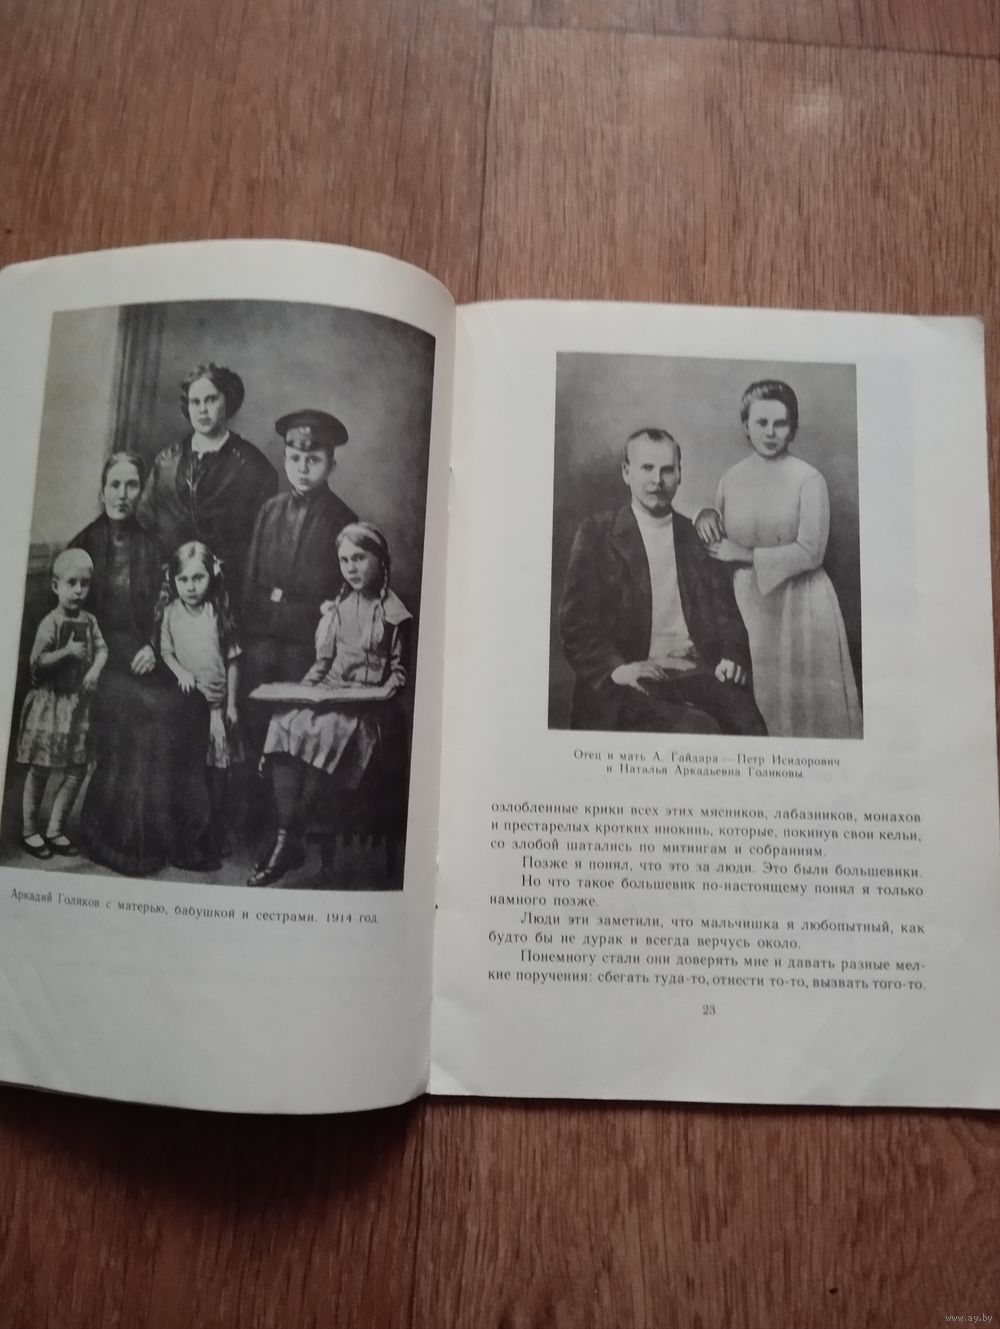 Аркадий Голиков с матерью, бабушкой и сестрами. 1914 год.
Отец и мать А. Гайдара — Петр Исидорович
и Наталья Аркадьевна Голиковы.
озлобленные крики всех этих мясников, лабазников, монахов
и престарелых кротких инокинь, которые, покинув свои кельи,
со злобой шатались по митингам и собраниям.
Позже я понял, что это за люди. Это были большевики.
Но что такое большевик по-настоящему понял я только
намного позже.
Люди эти заметили, что мальчишка я любопытный, как
будто бы не дурак и всегда верчусь около.
Понемногу стали они доверять мне и давать разные мел-
кие поручения: сбегать туда-то, отнести то-то, вызвать того-то.
23
www.ay.by